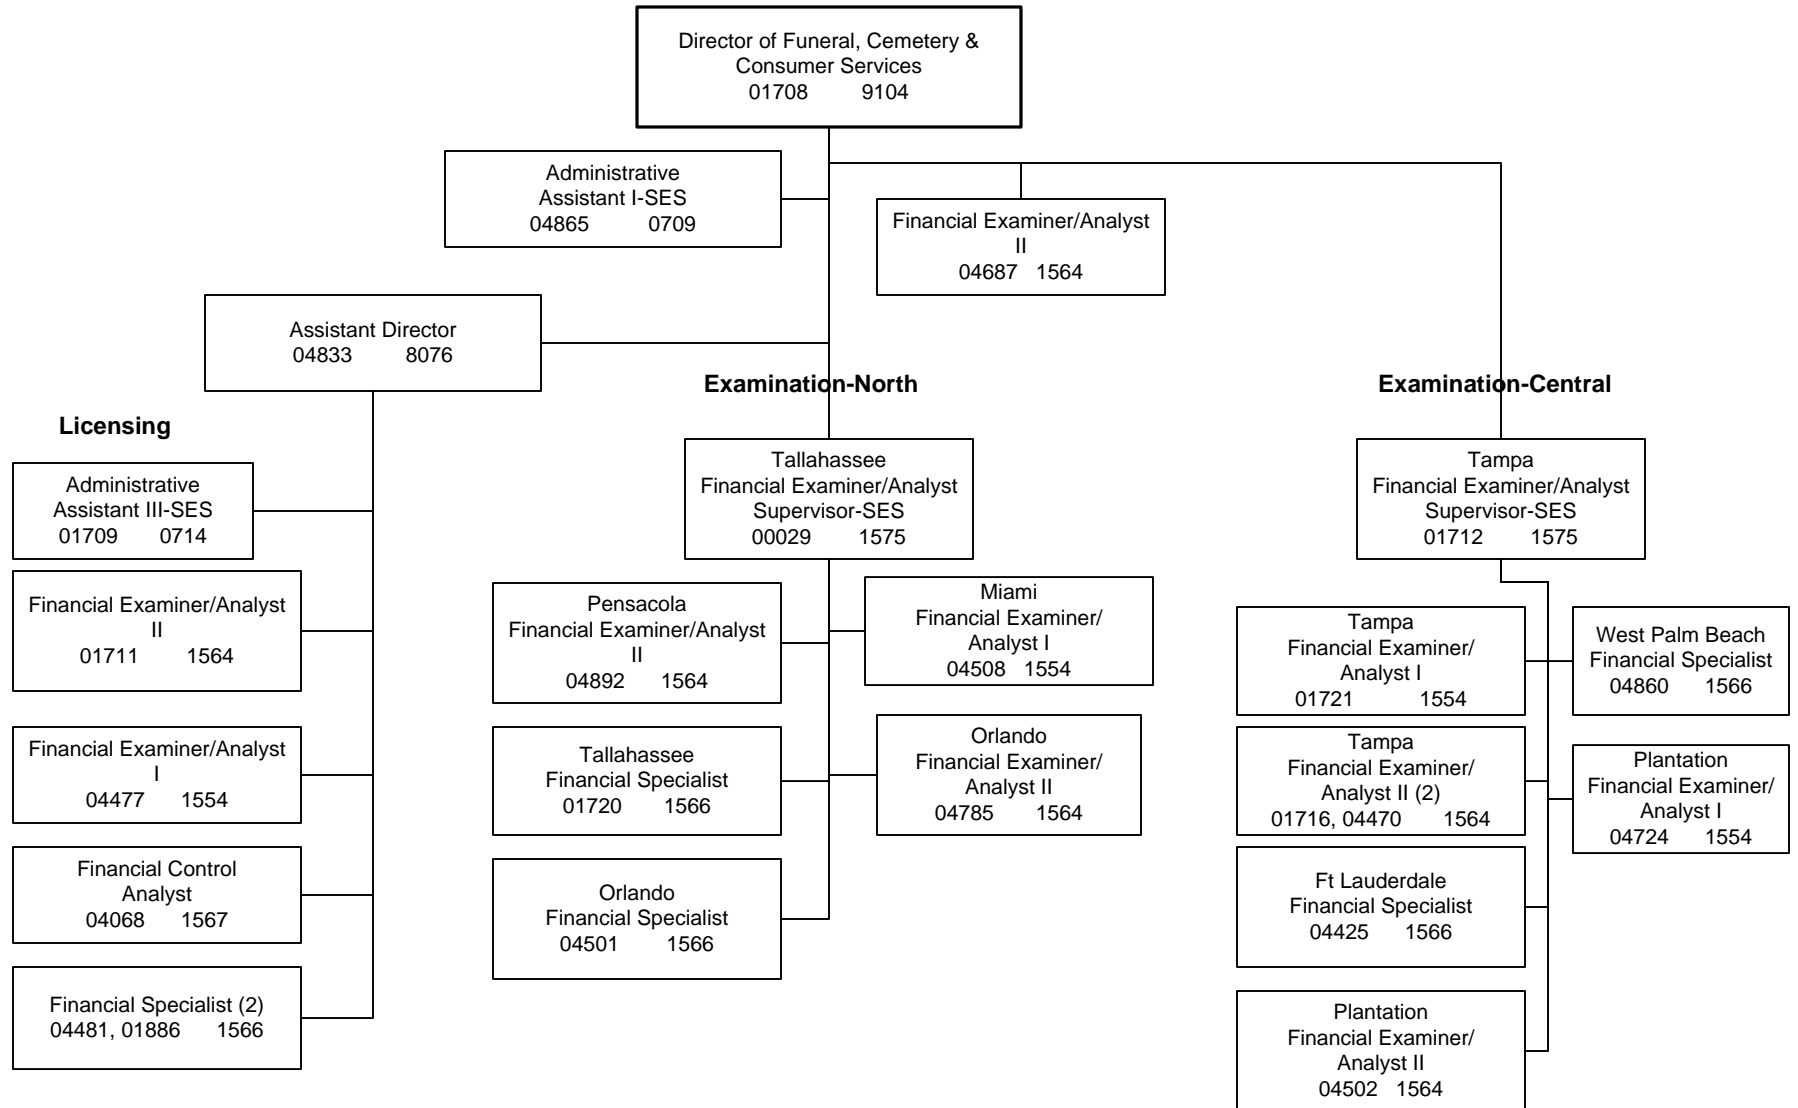 Director of Funeral, Cemetery &
Consumer Services
01708 9104
Administrative
Assistant I-SES
04865 0709
Financial Examiner/Analyst
II
04687 1564
Assistant Director
04833 8076
Licensing
Administrative
Assistant III-SES
01709 0714
Financial Examiner/Analyst
II
01711 1564
Financial Examiner/Analyst
I
04477 1554
Financial Control
Analyst
04068 1567
Financial Specialist (2)
04481, 01886 1566
Examination-North
Tallahassee
Financial Examiner/Analyst
Supervisor-SES
00029 1575
Pensacola
Financial Examiner/Analyst
II
04892 1564
Miami
Financial Examiner/
Analyst I
04508 1554
Tallahassee
Financial Specialist
01720 1566
Orlando
Financial Examiner/
Analyst II
04785 1564
Orlando
Financial Specialist
04501 1566
Examination-Central
Tampa
Financial Examiner/Analyst
Supervisor-SES
01712 1575
Tampa
Financial Examiner/
Analyst I
01721 1554
West Palm Beach
Financial Specialist
04860 1566
Tampa
Financial Examiner/
Analyst II (2)
01716, 04470 1564
Plantation
Financial Examiner/
Analyst I
04724 1554
Ft Lauderdale
Financial Specialist
04425 1566
Plantation
Financial Examiner/
Analyst II
04502 1564